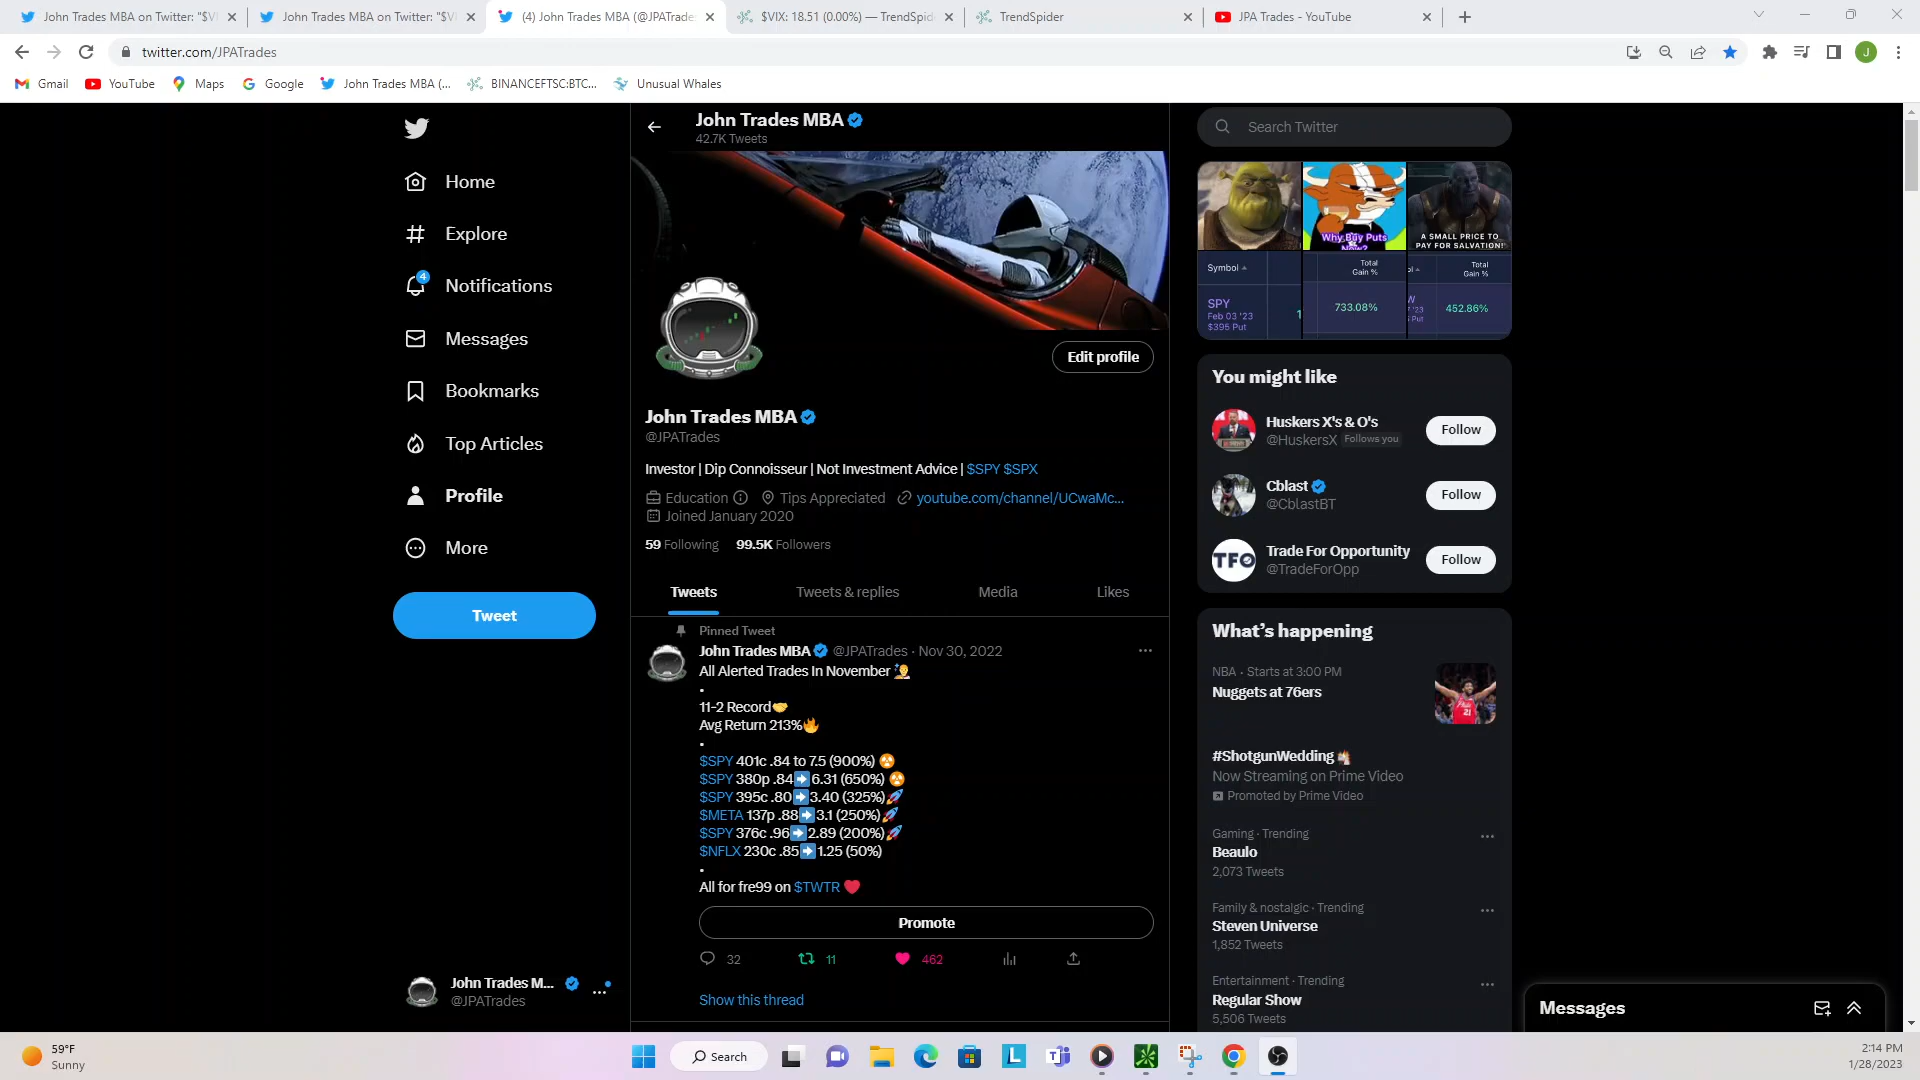 John Trades MBA on Twitter: "$VI
John Trades MBA on Twitter: "$VI
(4) John Trades MBA (@JPATrade
$VIX: 18.51 (0.00%) — TrendSpid
TrendSpider
JPA Trades - YouTube
twitter.com/JPATrades
J
Gmail
YouTube
Maps
Google
John Trades MBA (...
BINANCEFTSC:BTC...
Unusual Whales
John Trades MBA
42.7K Tweets
Search Twitter
Home
Explore
4
Notifications
Messages
Bookmarks
Top Articles
Profile
More
Tweet
John Trades M...
@JPATrades
Edit profile
John Trades MBA
@JPATrades
Investor | Dip Connoisseur | Not Investment Advice | $SPY $SPX
Education
Tips Appreciated
youtube.com/channel/UCwaMc...
Joined January 2020
59 Following
99.5K Followers
Tweets
Tweets & replies
Media
Likes
Pinned Tweet
John Trades MBA @JPATrades · Nov 30, 2022
All Alerted Trades In November 🧏
•
11-2 Record🤝
Avg Return 213%🔥
•
$SPY 401c .84 to 7.5 (900%) ☢️
$SPY 380p .84➡️6.31 (650%) ☢️
$SPY 395c .80➡️3.40 (325%)🚀
$META 137p .88➡️3.1 (250%)🚀
$SPY 376c .96➡️2.89 (200%)🚀
$NFLX 230c .85➡️1.25 (50%)
•
All for fre99 on $TWTR ❤️
Promote
32
11
462
Show this thread
Why Buy Puts
Now?
A SMALL PRICE TO
PAY FOR SALVATION!
Symbol
Total
Gain %
Total
Gain %
SPY
Feb 03 '23
$395 Put
1
733.08%
W
'23
Put
452.86%
You might like
Huskers X's & O's
@HuskersX Follows you
Follow
Cblast
@CblastBT
Follow
TFO
Trade For Opportunity
@TradeForOpp
Follow
What's happening
NBA · Starts at 3:00 PM
Nuggets at 76ers
21
#ShotgunWedding
Now Streaming on Prime Video
Promoted by Prime Video
Gaming · Trending
Beaulo
2,073 Tweets
Family & nostalgic · Trending
Steven Universe
1,852 Tweets
Entertainment · Trending
Regular Show
5,506 Tweets
Messages
59°F
Sunny
Search
L
T
2:14 PM
1/28/2023